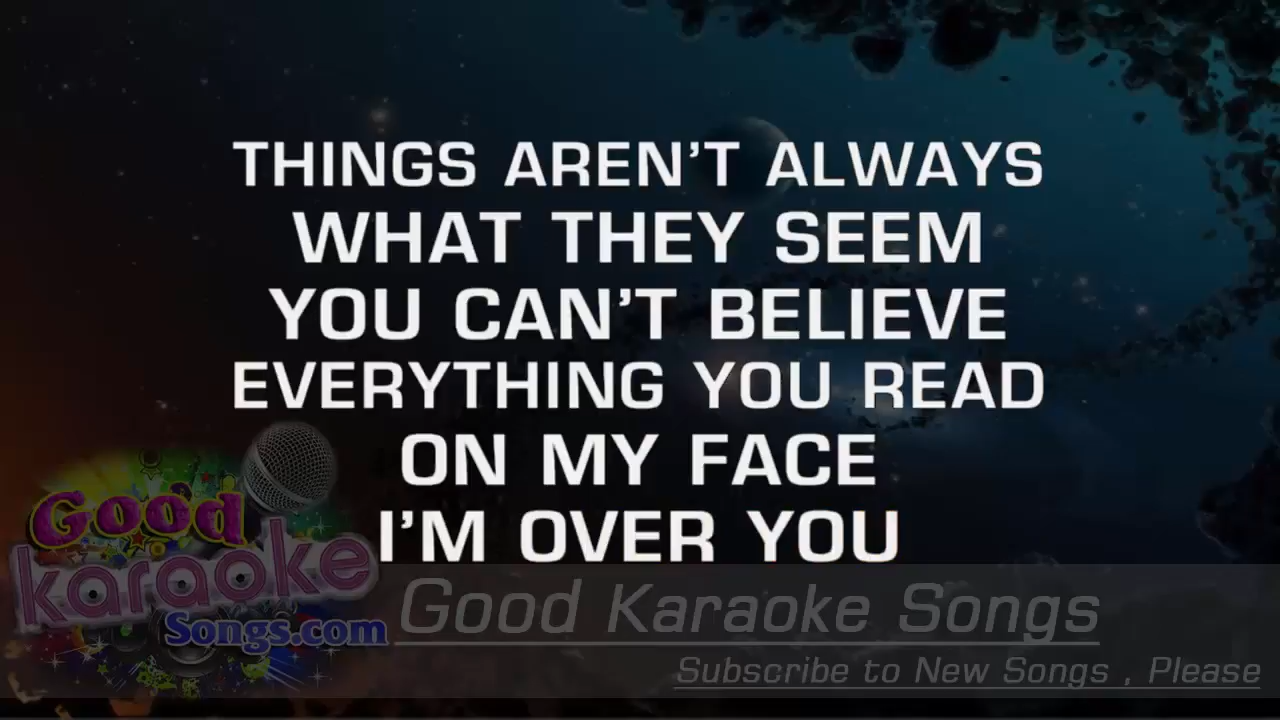 THINGS AREN'T ALWAYS
WHAT THEY SEEM
YOU CAN'T BELIEVE
EVERYTHING YOU READ
ON MY FACE
I'M OVER YOU
Good
karaoke
Songs.com
Good Karaoke Songs
Subscribe to New Songs , Please